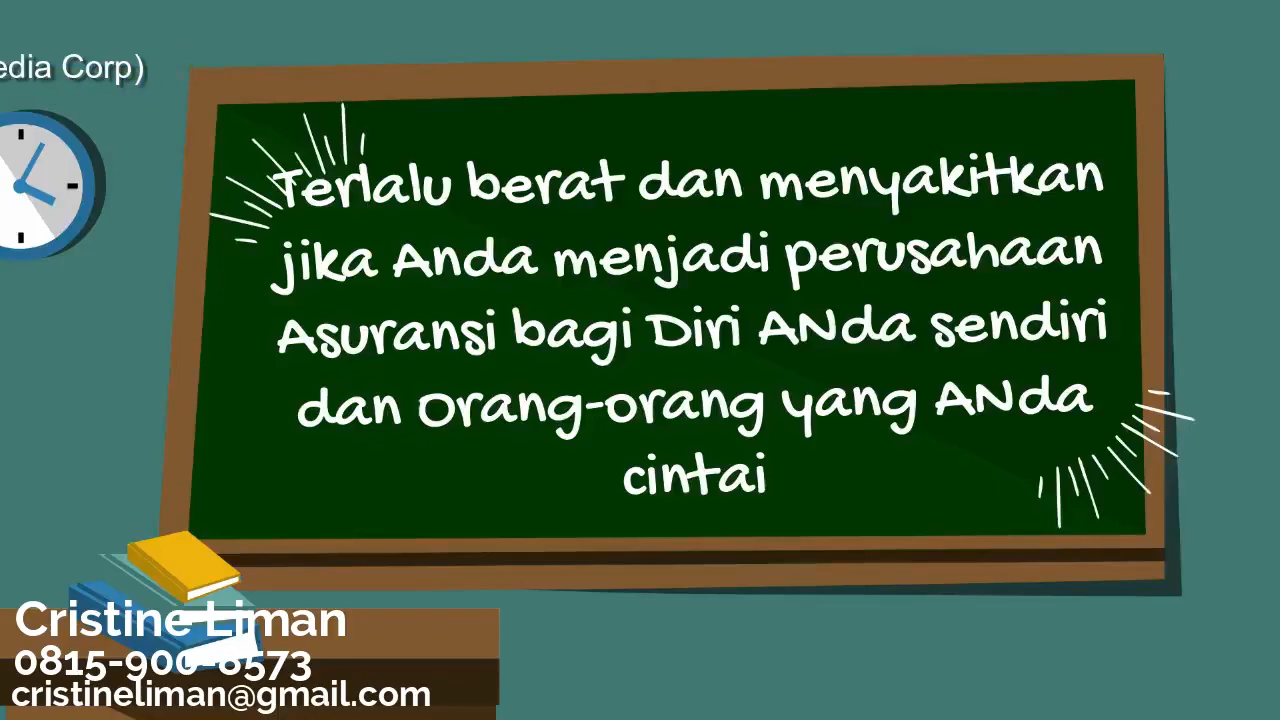 edia Corp)
Terlalu berat dan menyakitkan
jika Anda menjadi perusahaan
Asuransi bagi Diri ANda sendiri
dan Orang-orang yang ANda
cintai
Cristine Liman
0815-900-8573
cristineliman@gmail.com